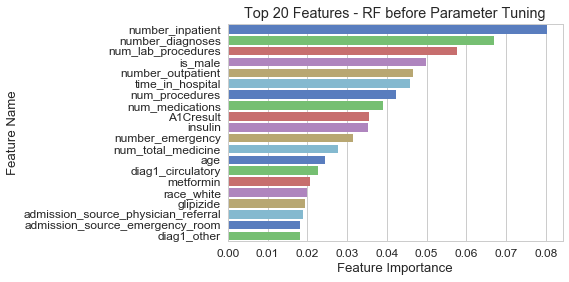 Top 20 Features - RF before Parameter Tuning
number_inpatient
number_diagnoses
num_lab_procedures
is_male
number_outpatient
time_in_hospital
num_procedures
num_medications
A1Cresult
insulin
number_emergency
num_total_medicine
age
diag1_circulatory
metformin
race_white
glipizide
admission_source_physician_referral
admission_source_emergency_room
diag1_other
Feature Name
0.00 0.01 0.02 0.03 0.04 0.05 0.06 0.07 0.08
Feature Importance